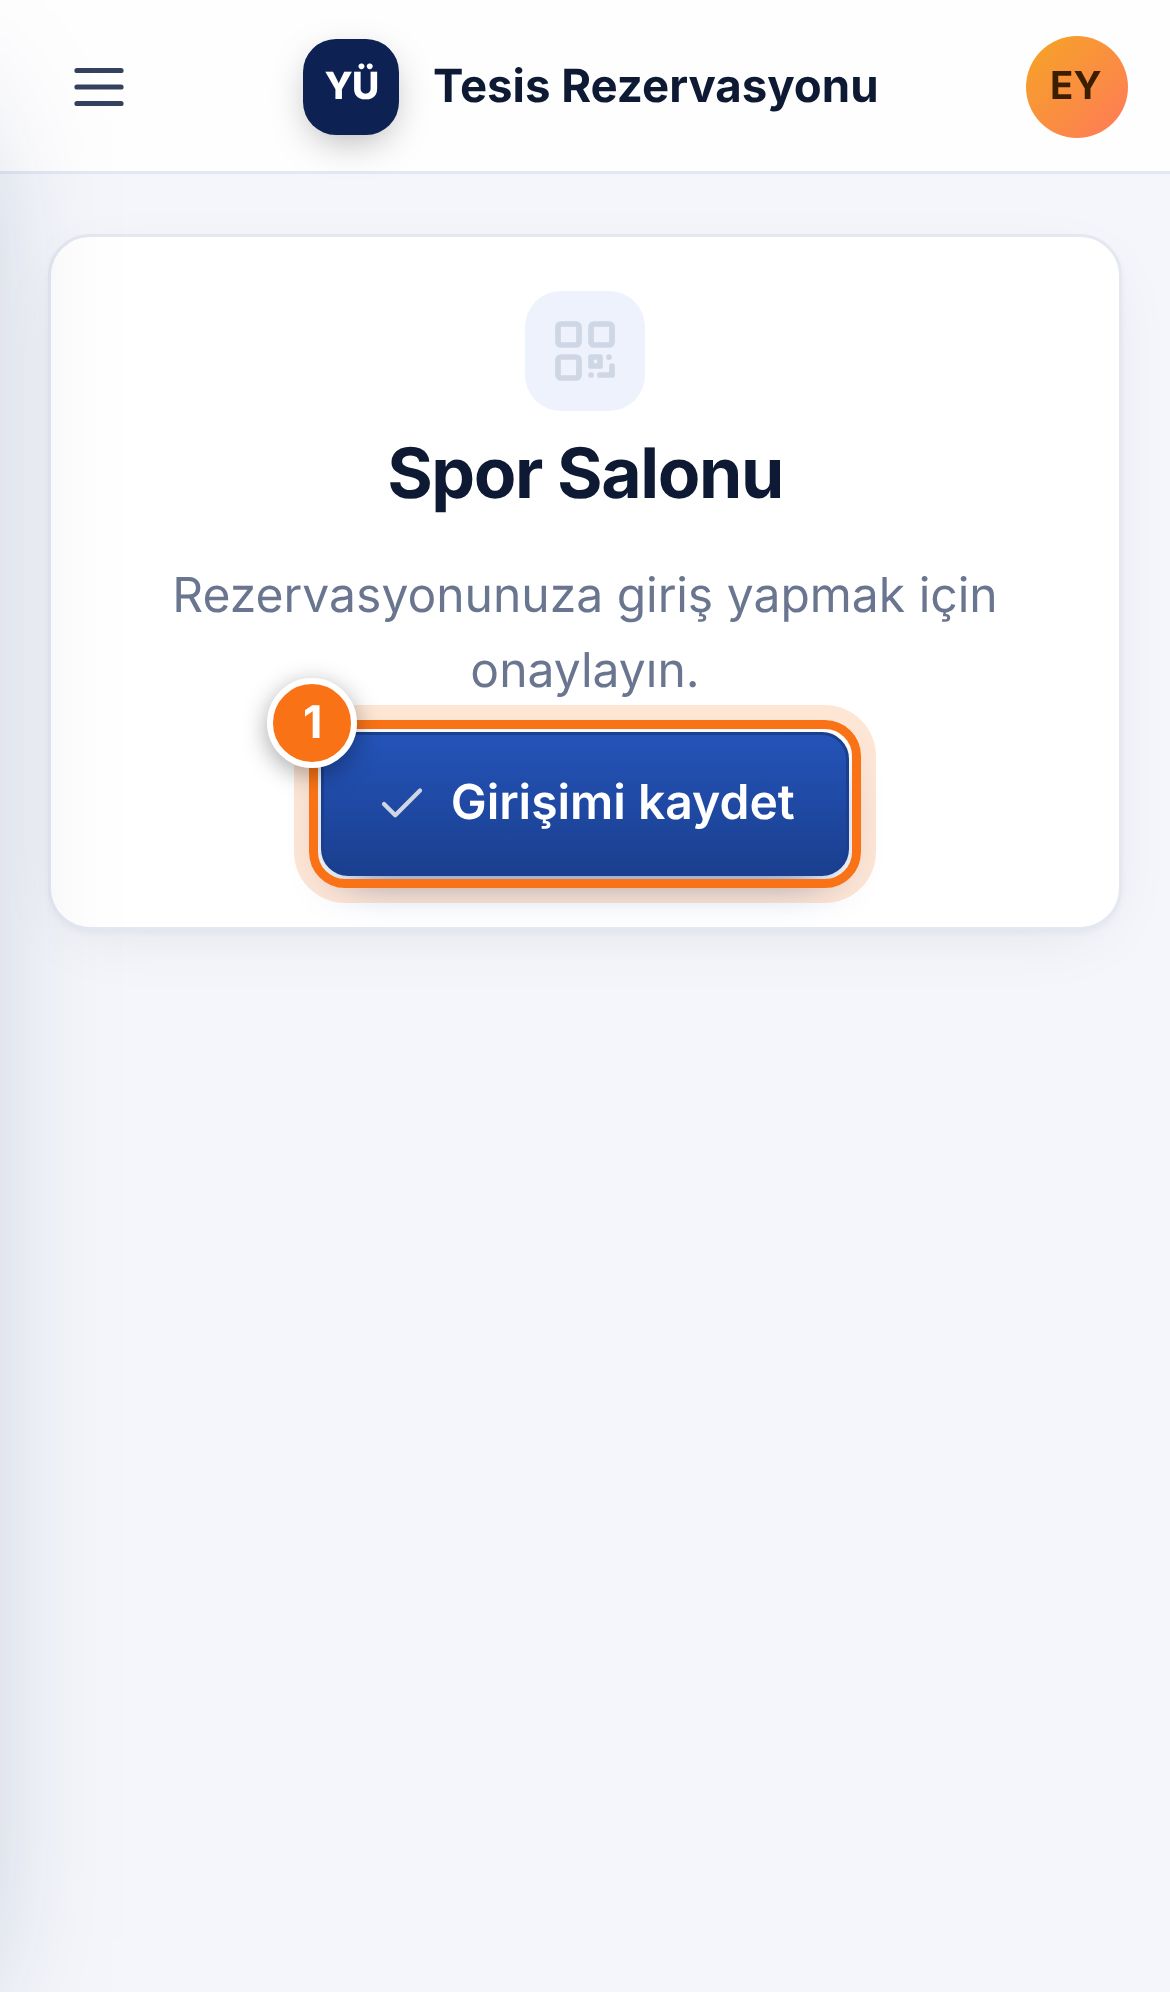 YÜ
Tesis Rezervasyonu
EY
Spor Salonu
Rezervasyonunuza giriş yapmak için
onaylayın.
1
Girişimi kaydet